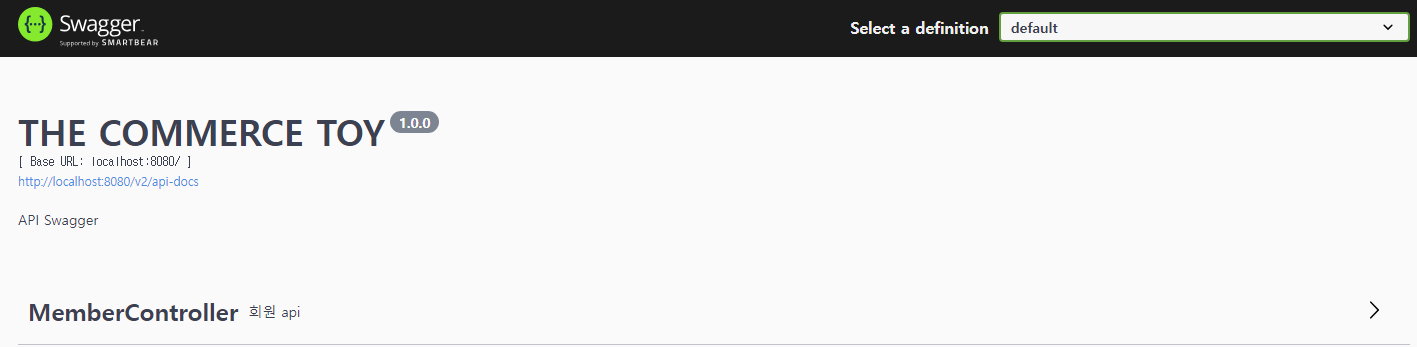 Swagger
Supported by SMARTBEAR
Select a definition
default
THE COMMERCE TOY 1.0.0
[ Base URL: localhost:8080/ ]
http://localhost:8080/v2/api-docs
API Swagger
MemberController 회원 api